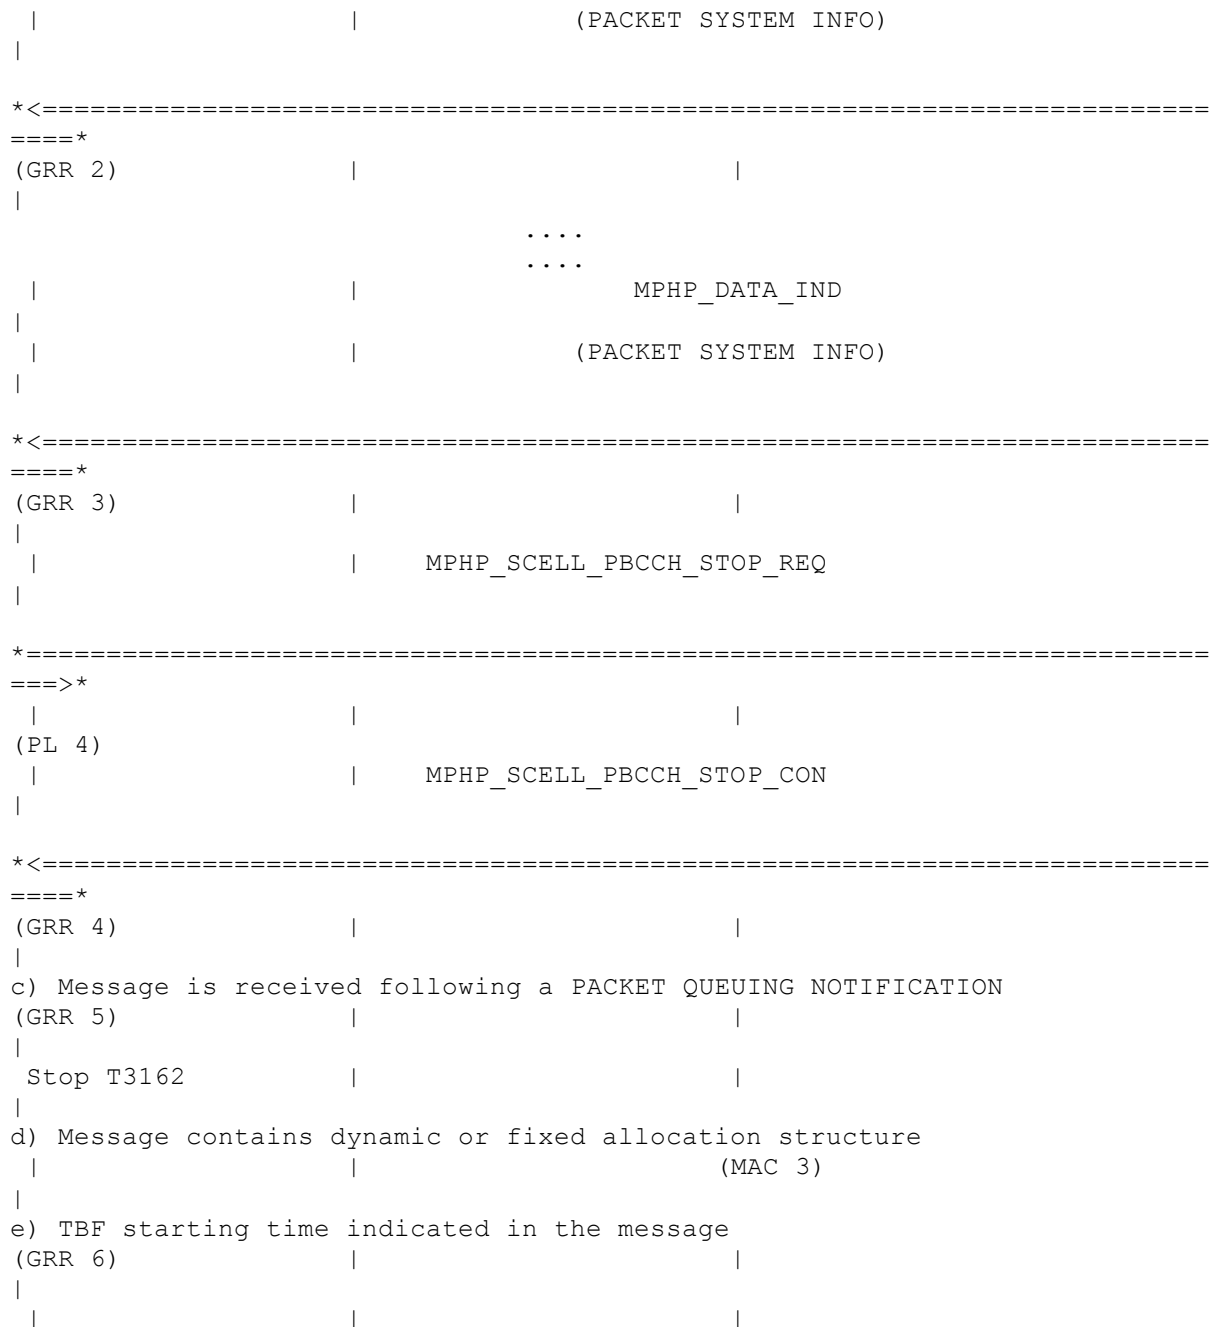 |                    |             (PACKET SYSTEM INFO)
|
*<=========================================================================
====*
(GRR 2)               |                       |
|
                                ....
                                ....
 |                    |                 MPHP_DATA_IND
|
 |                    |             (PACKET SYSTEM INFO)
|
*<=========================================================================
====*
(GRR 3)               |                       |
|
 |                    |    MPHP_SCELL_PBCCH_STOP_REQ
|
*==========================================================================
===>*
 |                    |                       |
(PL 4)
 |                    |    MPHP_SCELL_PBCCH_STOP_CON
|
*<=========================================================================
====*
(GRR 4)               |                       |
|
c) Message is received following a PACKET QUEUING NOTIFICATION
(GRR 5)               |                       |
|
 Stop T3162           |                       |
|
d) Message contains dynamic or fixed allocation structure
 |                    |                      (MAC 3)
|
e) TBF starting time indicated in the message
(GRR 6)               |                       |
|
 |                    |                       |